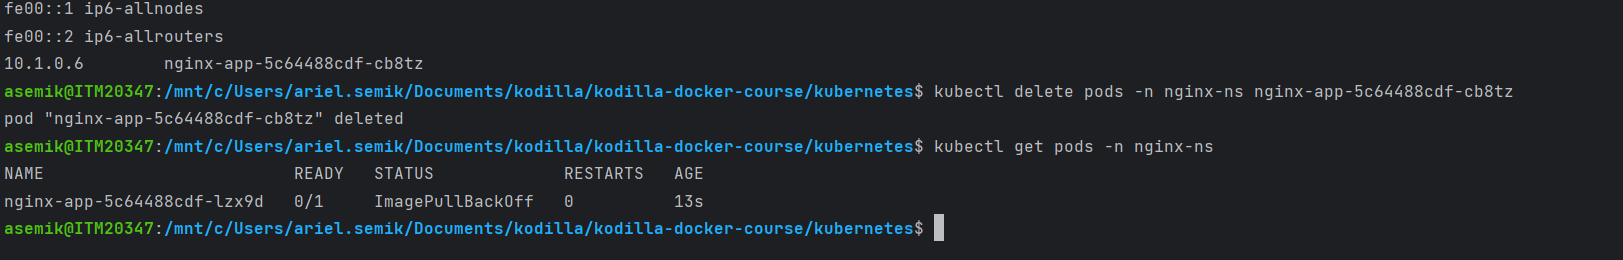 fe00::1 ip6-allnodes
fe00::2 ip6-allrouters
10.1.0.6        nginx-app-5c64488cdf-cb8tz
asemik@ITM20347:/mnt/c/Users/ariel.semik/Documents/kodilla/kodilla-docker-course/kubernetes$ kubectl delete pods -n nginx-ns nginx-app-5c64488cdf-cb8tz
pod "nginx-app-5c64488cdf-cb8tz" deleted
asemik@ITM20347:/mnt/c/Users/ariel.semik/Documents/kodilla/kodilla-docker-course/kubernetes$ kubectl get pods -n nginx-ns
NAME                         READY   STATUS             RESTARTS   AGE
nginx-app-5c64488cdf-lzx9d   0/1     ImagePullBackOff   0          13s
asemik@ITM20347:/mnt/c/Users/ariel.semik/Documents/kodilla/kodilla-docker-course/kubernetes$